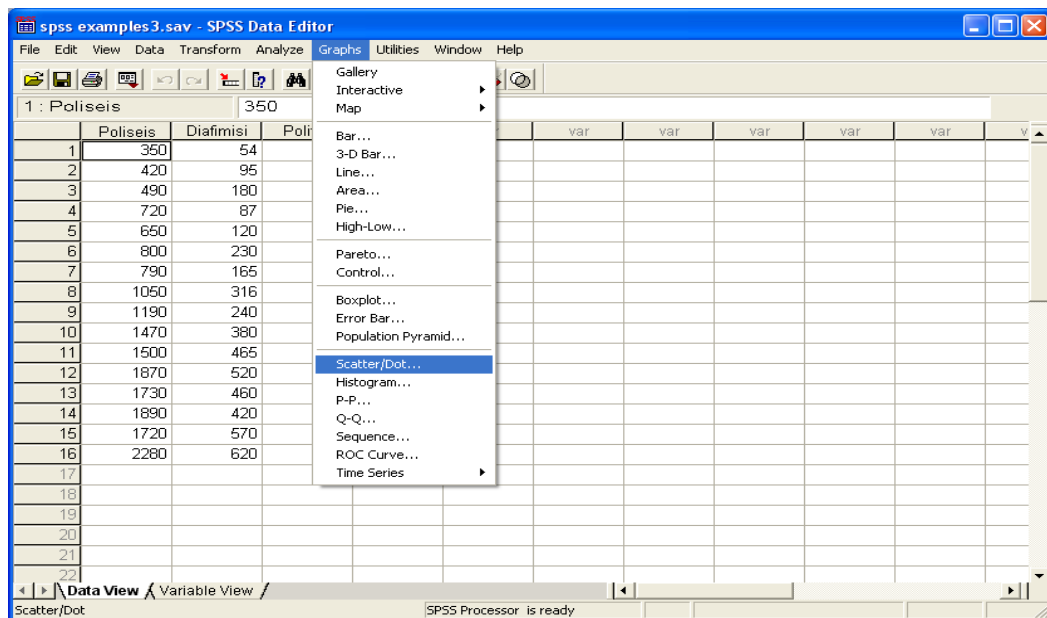 spss examples3.sav - SPSS Data Editor
File Edit View Data Transform Analyze Graphs Utilities Window Help
1 : Poliseis 350
Poliseis Diafimisi Poli var var var var var v
1 350 54
2 420 95
3 490 180
4 720 87
5 650 120
6 800 230
7 790 165
8 1050 316
9 1190 240
10 1470 380
11 1500 465
12 1870 520
13 1730 460
14 1890 420
15 1720 570
16 2280 620
17
18
19
20
21
22
Gallery
Interactive
Map
Bar...
3-D Bar...
Line...
Area...
Pie...
High-Low...
Pareto...
Control...
Boxplot...
Error Bar...
Population Pyramid...
Scatter/Dot...
Histogram...
P-P...
Q-Q...
Sequence...
ROC Curve...
Time Series
Data View Variable View
Scatter/Dot SPSS Processor is ready